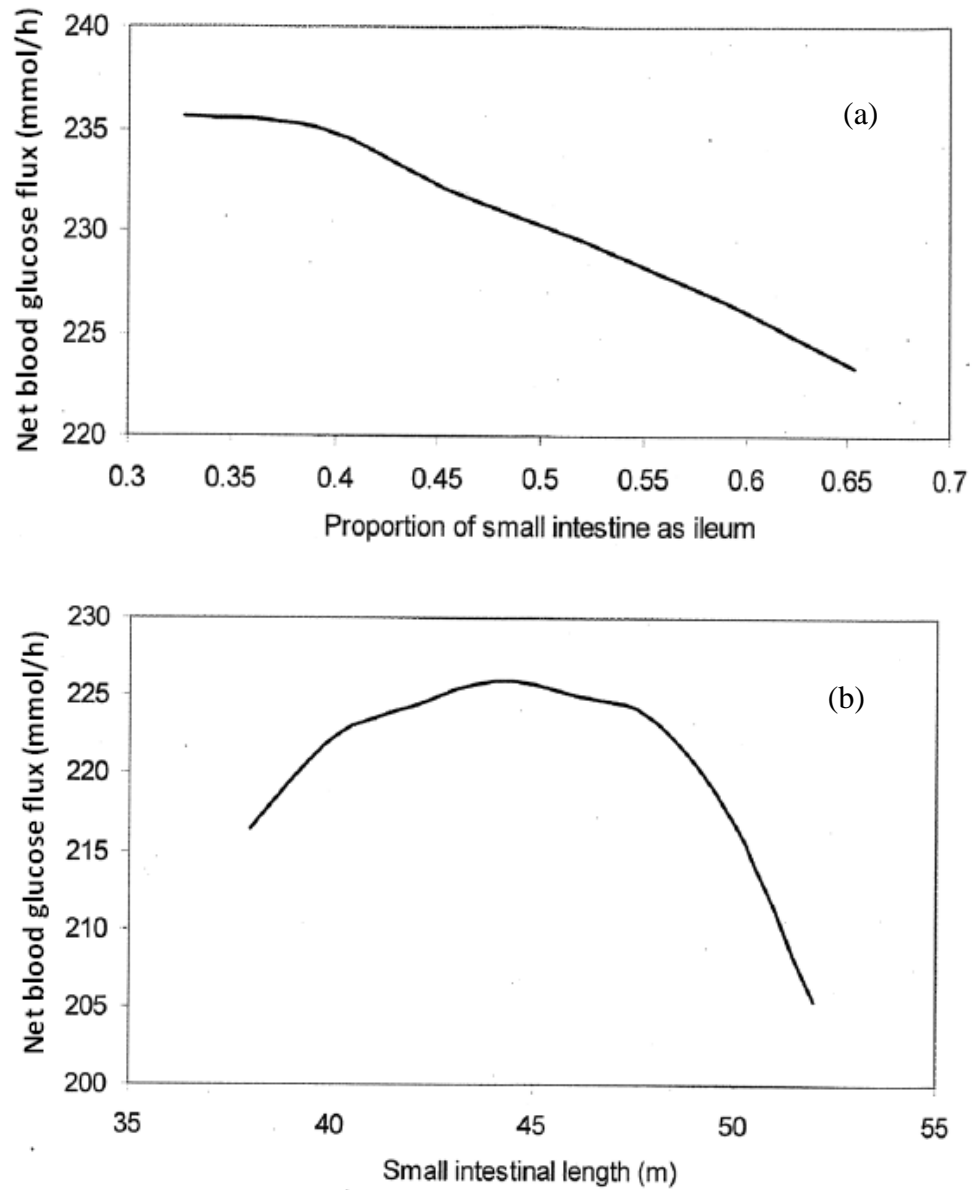 Net blood glucose flux (mmol/h)
240
235
230
225
220
(a)
0.3 0.35 0.4 0.45 0.5 0.55 0.6 0.65 0.7
Proportion of small intestine as ileum
Net blood glucose flux (mmol/h)
230
225
220
215
210
205
200
(b)
35 40 45 50 55
Small intestinal length (m)